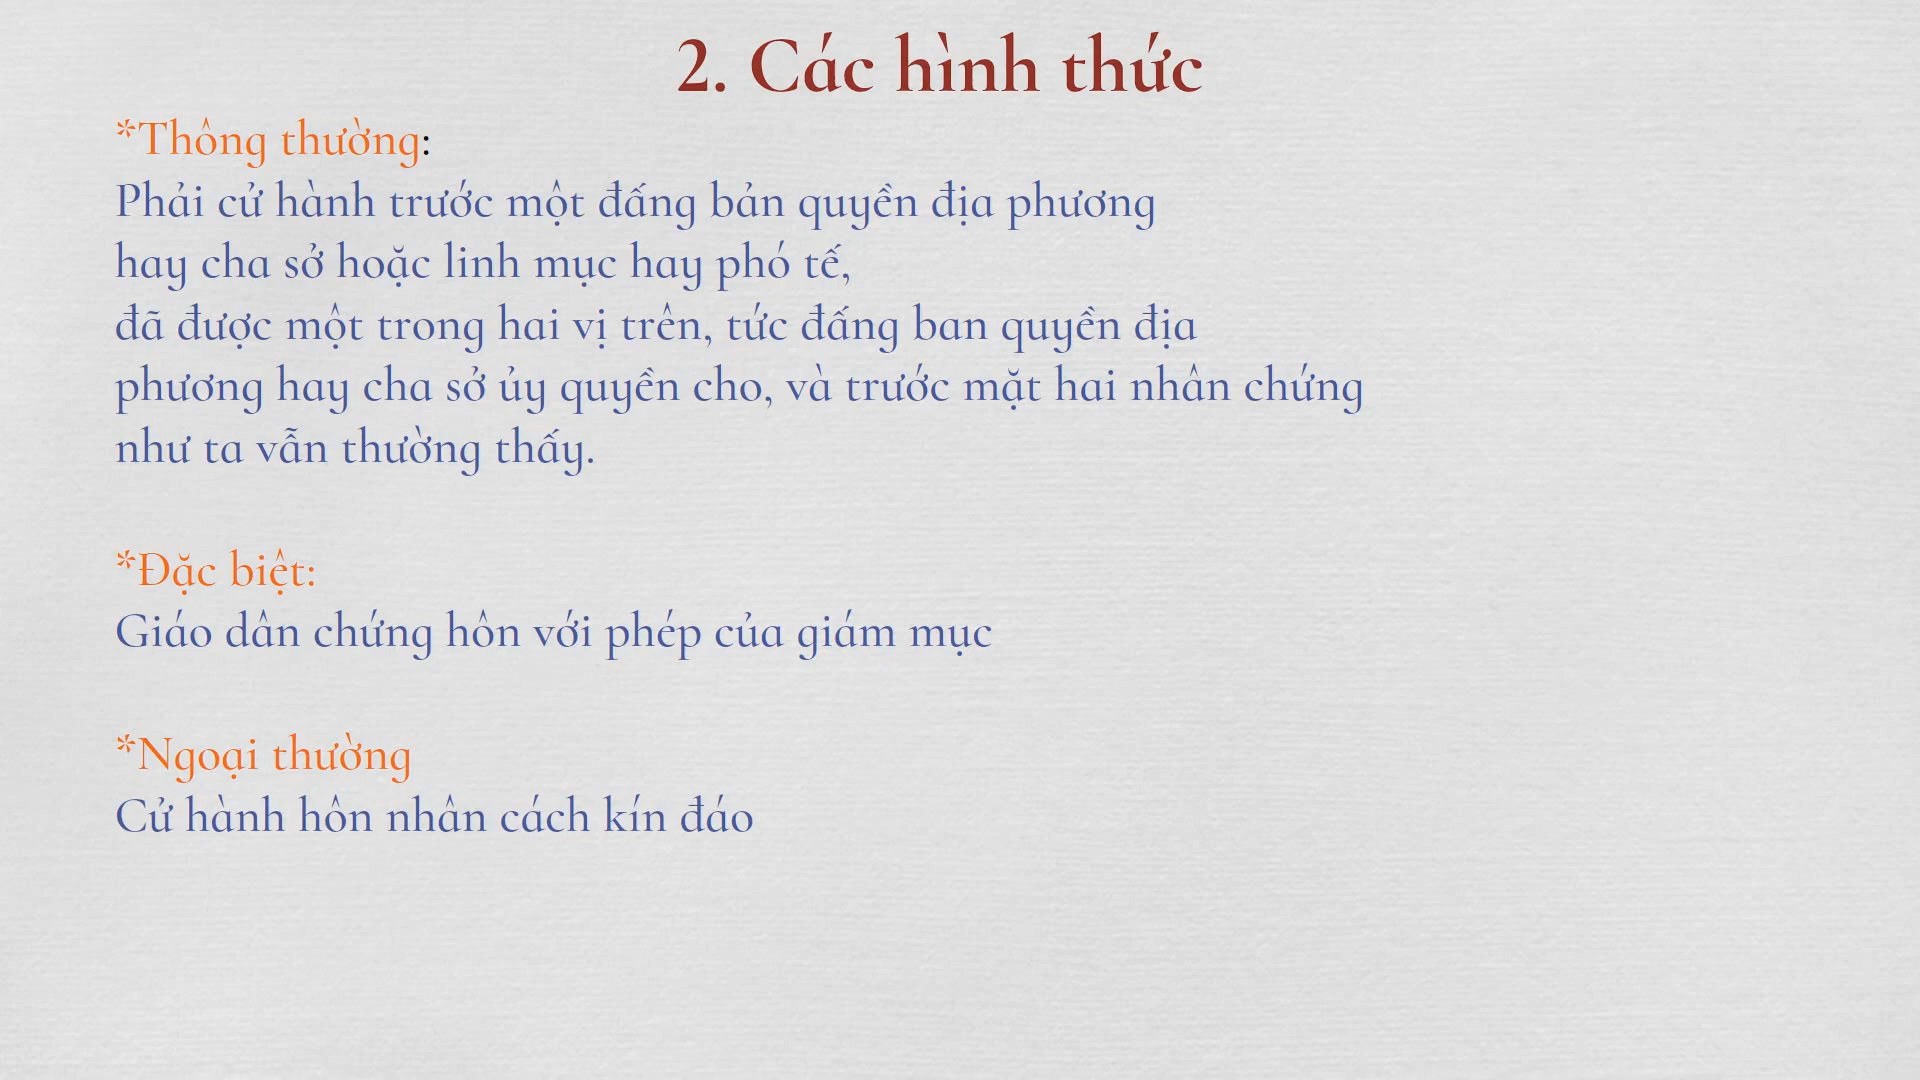 2. Các hình thức
*Thông thường:
Phải cử hành trước một đấng bản quyền địa phương
hay cha sở hoặc linh mục hay phó tế,
đã được một trong hai vị trên, tức đấng ban quyền địa
phương hay cha sở ủy quyền cho, và trước mặt hai nhân chứng
như ta vẫn thường thấy.
*Đặc biệt:
Giáo dân chứng hôn với phép của giám mục
*Ngoại thường
Cử hành hôn nhân cách kín đáo